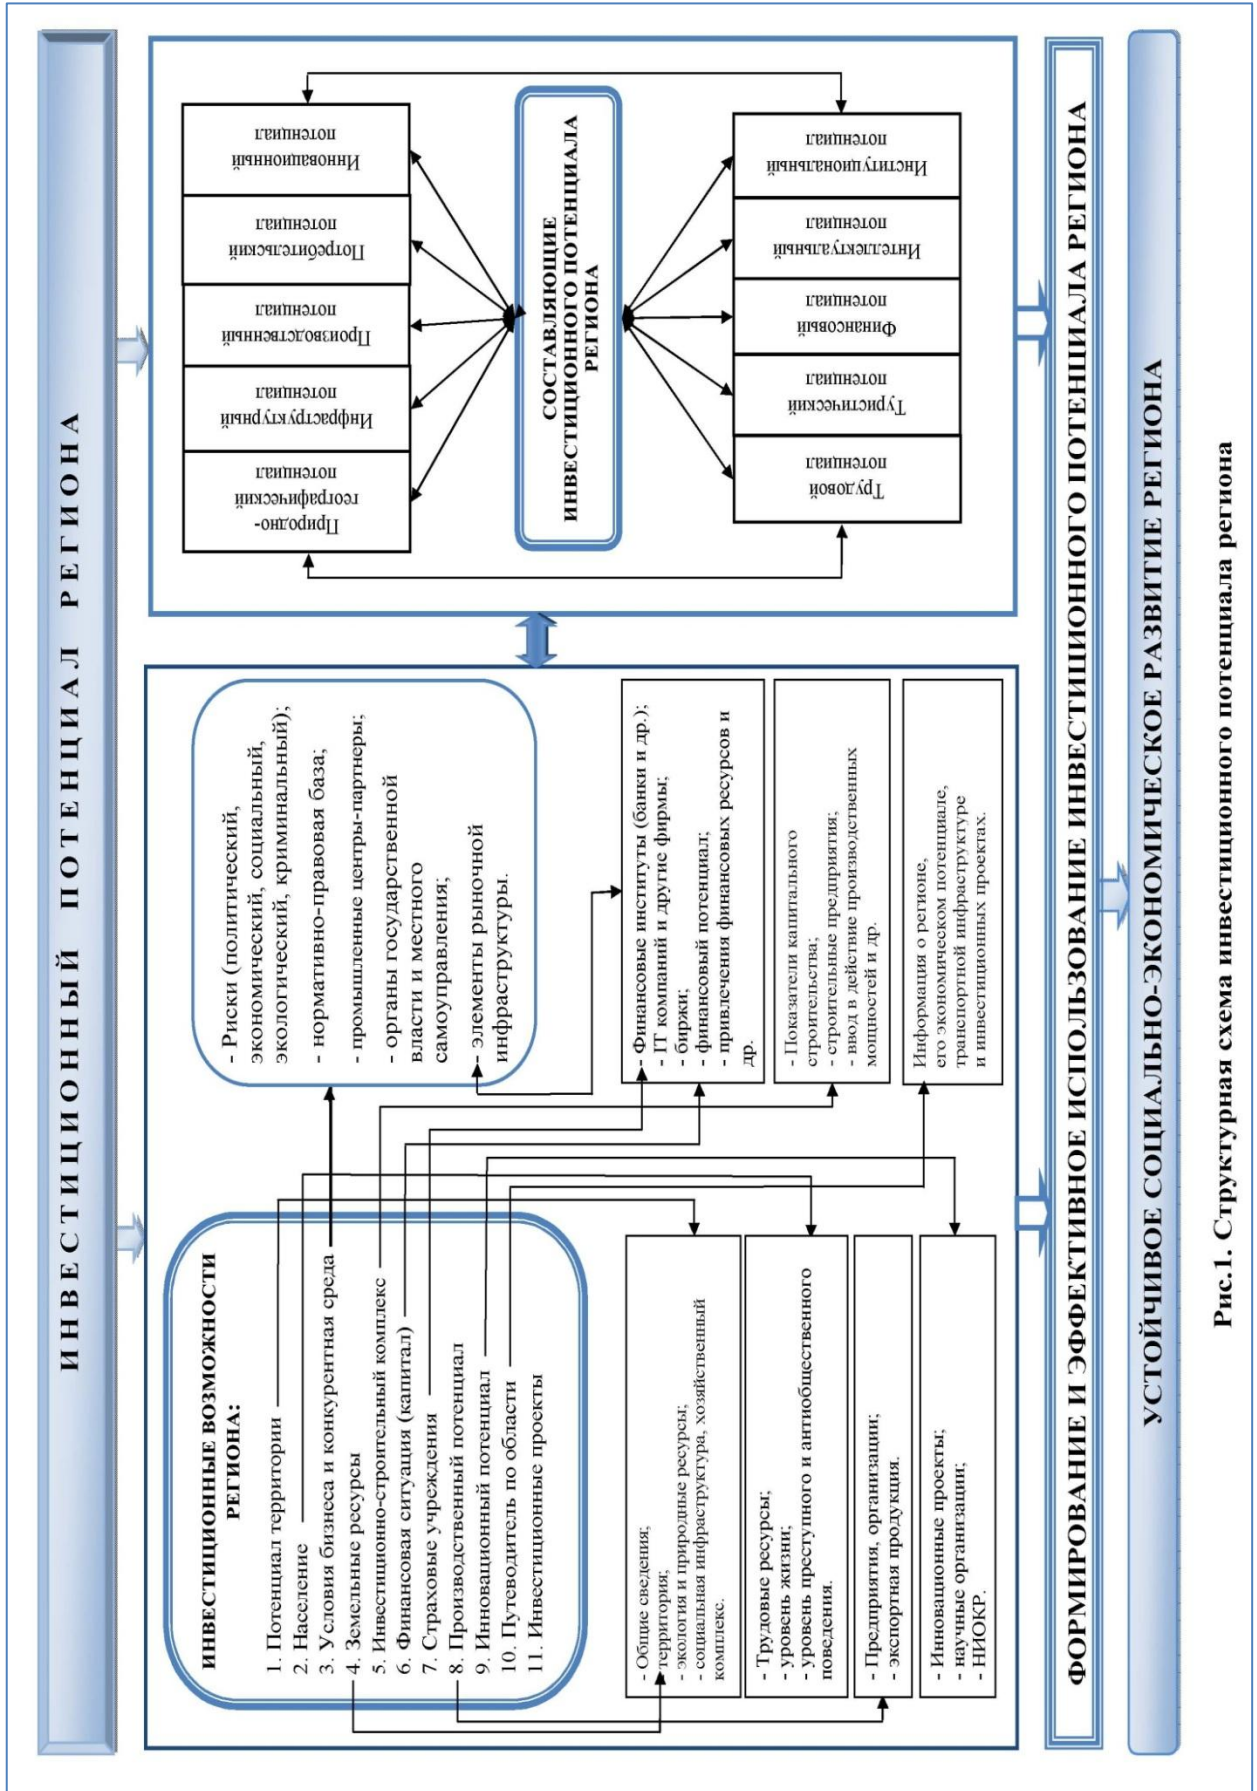 ИНВЕСТИЦИОННЫЙ ПОТЕНЦИАЛ РЕГИОНА
ИНВЕСТИЦИОННЫЕ ВОЗМОЖНОСТИ
РЕГИОНА:
1. Потенциал территории
2. Население
3. Условия бизнеса и конкурентная среда
4. Земельные ресурсы
5. Инвестиционно-строительный комплекс
6. Финансовая ситуация (капитал)
7. Страховые учреждения
8. Производственный потенциал
9. Инновационный потенциал
10. Путеводитель по области
11. Инвестиционные проекты
- Риски (политический,
экономический, социальный,
экологический, криминальный);
- нормативно-правовая база;
- промышленные центры-партнеры;
- органы государственной
власти и местного
самоуправления;
- элементы рыночной
инфраструктуры.
- Общие сведения;
- территория;
- экология и природные ресурсы;
- социальная инфраструктура, хозяйственный
комплекс.
- Трудовые ресурсы;
- уровень жизни;
- уровень преступного и антиобщественного
поведения.
- Предприятия, организации;
- экспортная продукция.
- Инновационные проекты;
- научные организации;
- НИОКР.
- Финансовые институты (банки и др.);
- IT компаний и другие фирмы;
- биржи;
- финансовый потенциал;
- привлечения финансовых ресурсов и
др.
- Показатели капитального
строительства;
- строительные предприятия;
- ввод в действие производственных
мощностей и др.
Информация о регионе,
его экономическом потенциале,
транспортной инфраструктуре
и инвестиционных проектах.
Природно-
географический
потенциал
Инфраструктурный
потенциал
Производственный
потенциал
Потребительский
потенциал
Инновационный
потенциал
СОСТАВЛЯЮЩИЕ
ИНВЕСТИЦИОННОГО ПОТЕНЦИАЛА
РЕГИОНА
Трудовой
потенциал
Туристический
потенциал
Финансовый
потенциал
Интеллектуальный
потенциал
Институциональный
потенциал
ФОРМИРОВАНИЕ И ЭФФЕКТИВНОЕ ИСПОЛЬЗОВАНИЕ ИНВЕСТИЦИОННОГО ПОТЕНЦИАЛА РЕГИОНА
УСТОЙЧИВОЕ СОЦИАЛЬНО-ЭКОНОМИЧЕСКОЕ РАЗВИТИЕ РЕГИОНА
Рис.1. Структурная схема инвестиционного потенциала региона